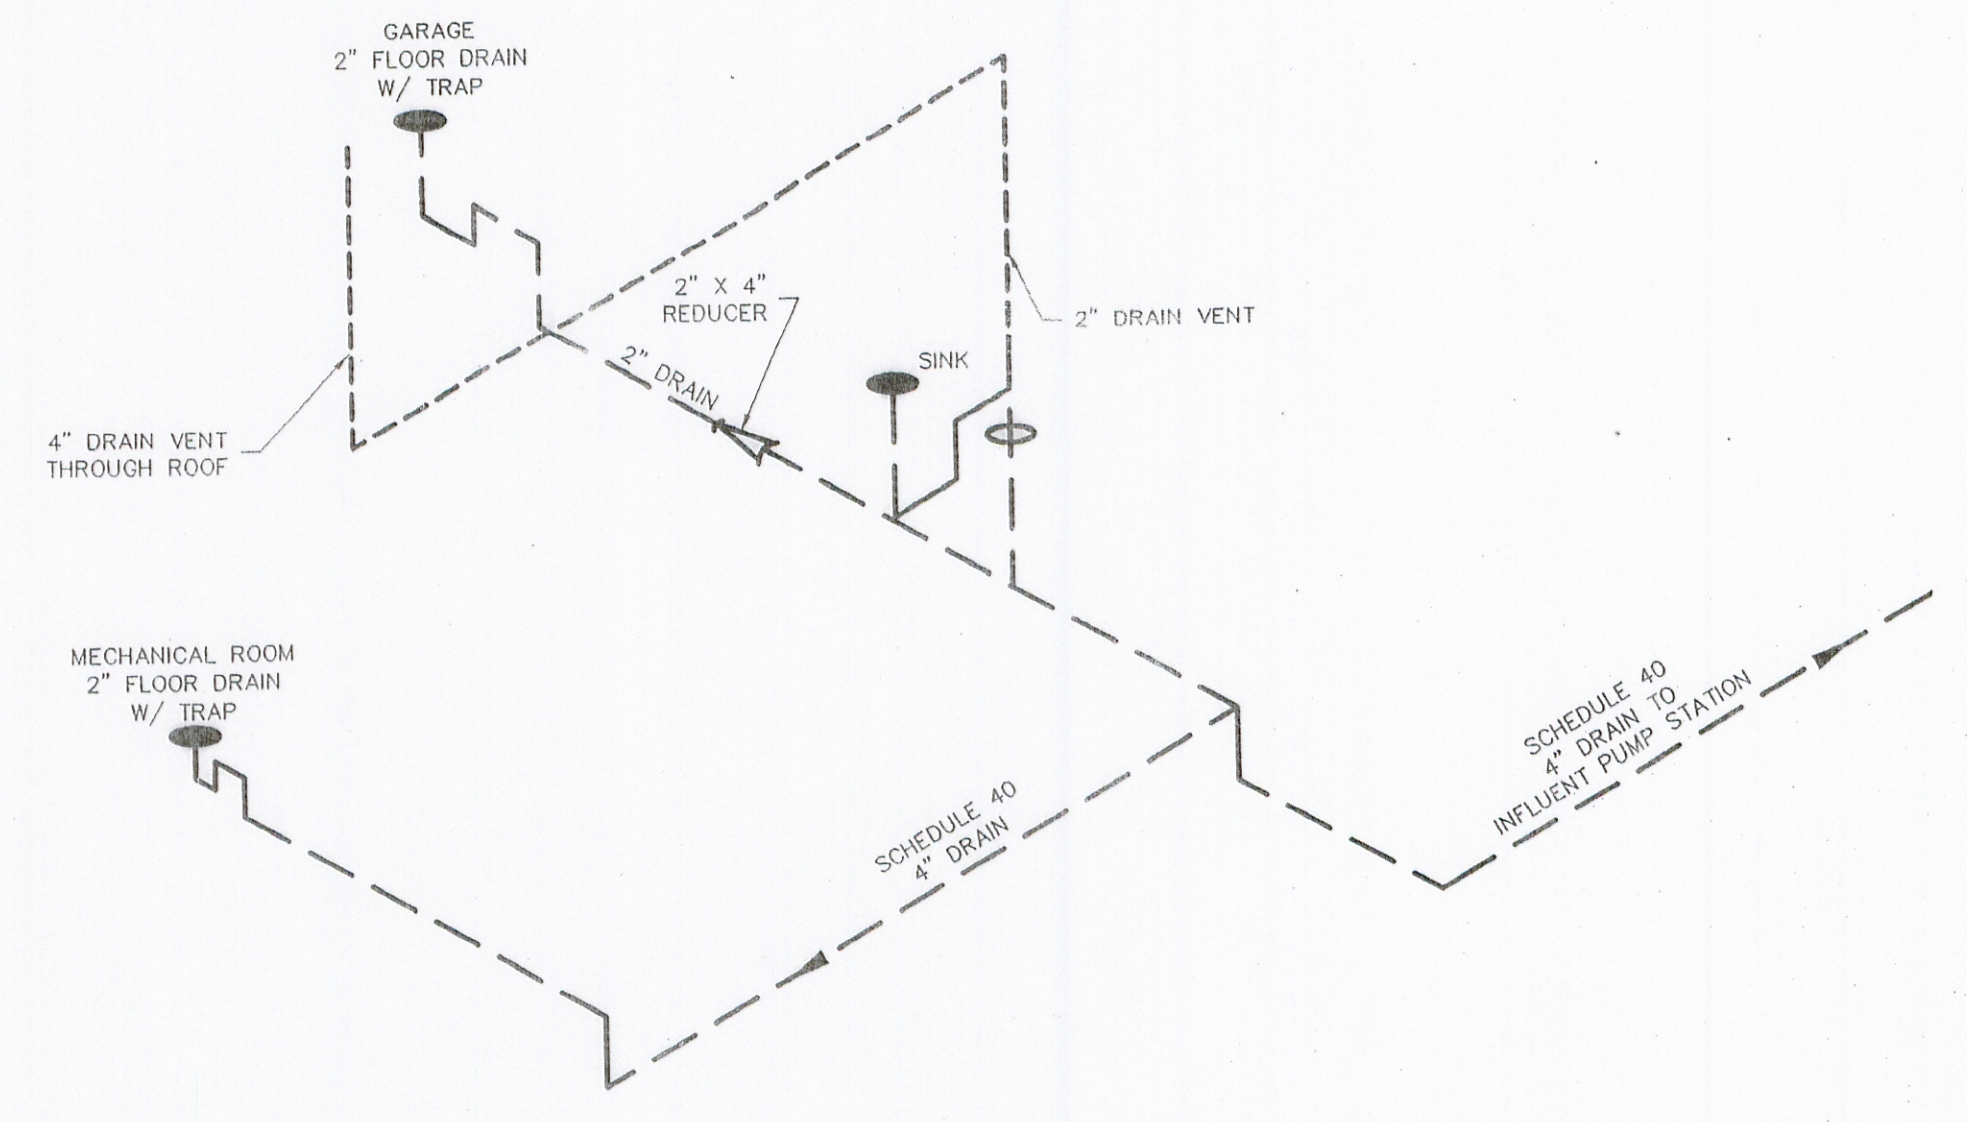 GARAGE
2" FLOOR DRAIN
W/ TRAP
2" X 4"
REDUCER
2" DRAIN VENT
2" DRAIN
SINK
4" DRAIN VENT
THROUGH ROOF
MECHANICAL ROOM
2" FLOOR DRAIN
W/ TRAP
SCHEDULE 40
4" DRAIN TO
INFLUENT PUMP STATION
SCHEDULE 40
4" DRAIN